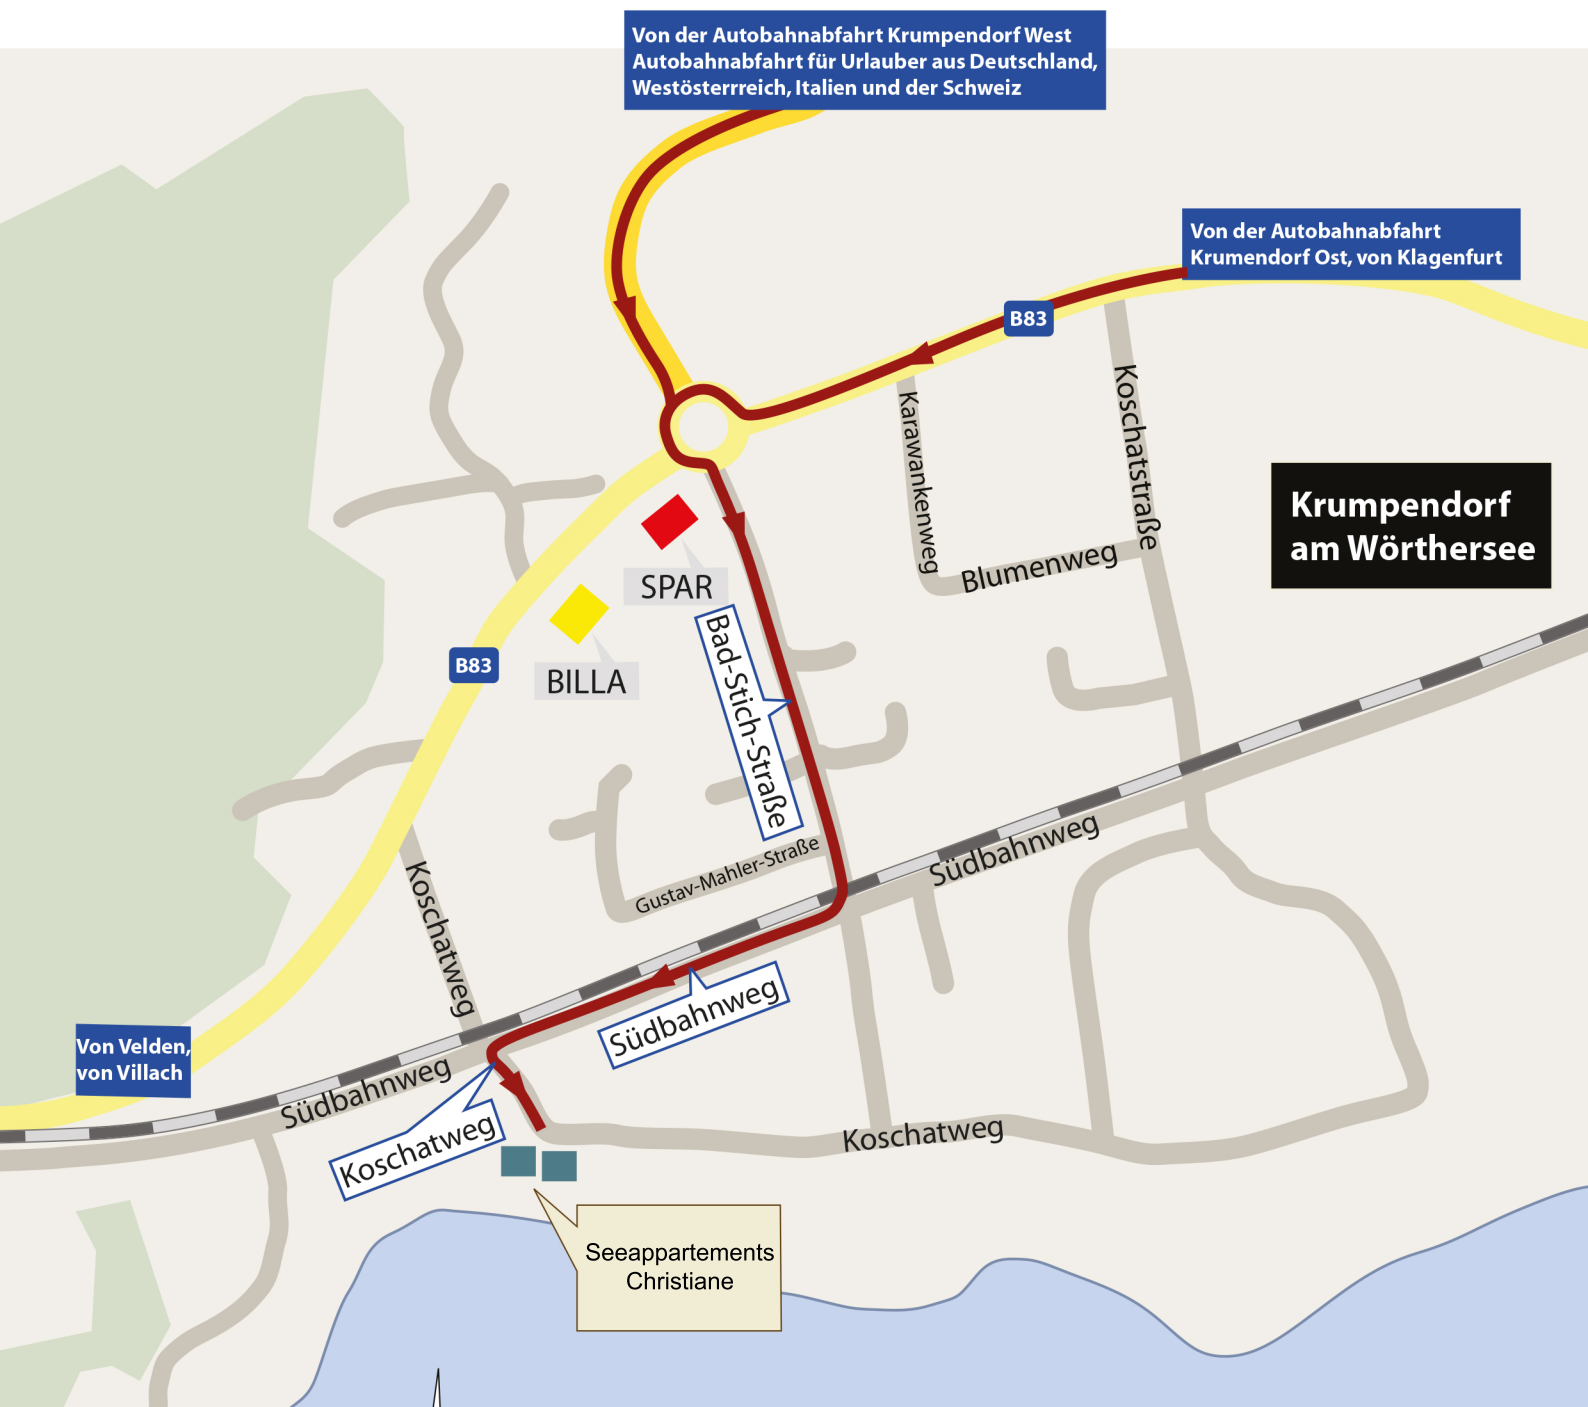 Von der Autobahnabfahrt Krumpendorf West
Autobahnabfahrt für Urlauber aus Deutschland,
Westösterrreich, Italien und der Schweiz
Von der Autobahnabfahrt
Krumendorf Ost, von Klagenfurt
B83
Karawankenweg
Koschatstraße
Krumpendorf
am Wörthersee
Blumenweg
SPAR
B83
BILLA
Bad-Stich-Straße
Gustav-Mahler-Straße
Südbahnweg
Koschatweg
Südbahnweg
Von Velden,
von Villach
Südbahnweg
Koschatweg
Koschatweg
Seeappartements
Christiane